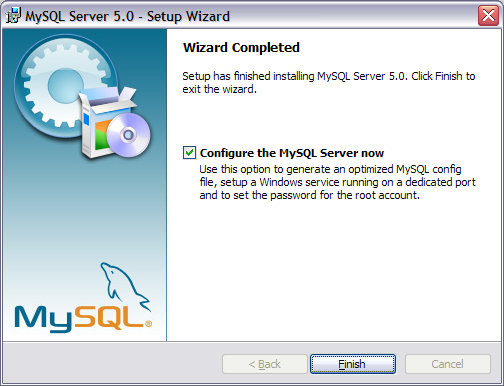 MySQL Server 5.0 - Setup Wizard
Wizard Completed
Setup has finished installing MySQL Server 5.0. Click Finish to
exit the wizard.
Configure the MySQL Server now
Use this option to generate an optimized MySQL config
file, setup a Windows service running on a dedicated port
and to set the password for the root account.
MySQL®
< Back
Finish
Cancel